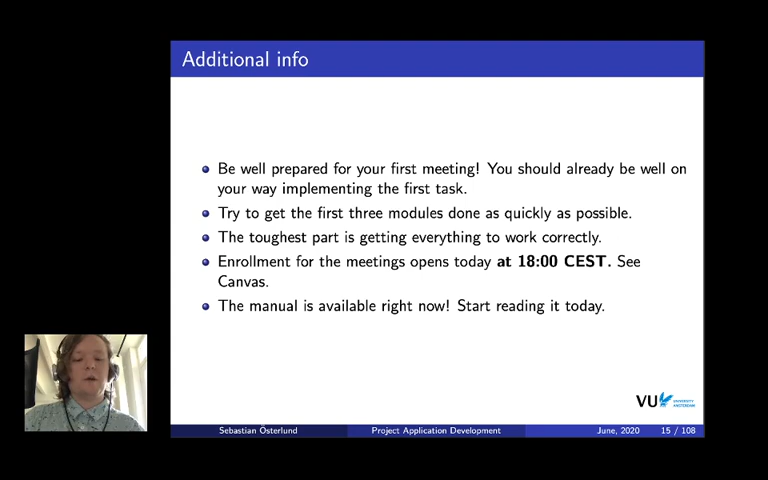 Additional info
Be well prepared for your first meeting! You should already be well on
your way implementing the first task.
Try to get the first three modules done as quickly as possible.
The toughest part is getting everything to work correctly.
Enrollment for the meetings opens today at 18:00 CEST. See
Canvas.
The manual is available right now! Start reading it today.
VU UNIVERSITY
AMSTERDAM
Sebastian Österlund Project Application Development June, 2020 15 / 108